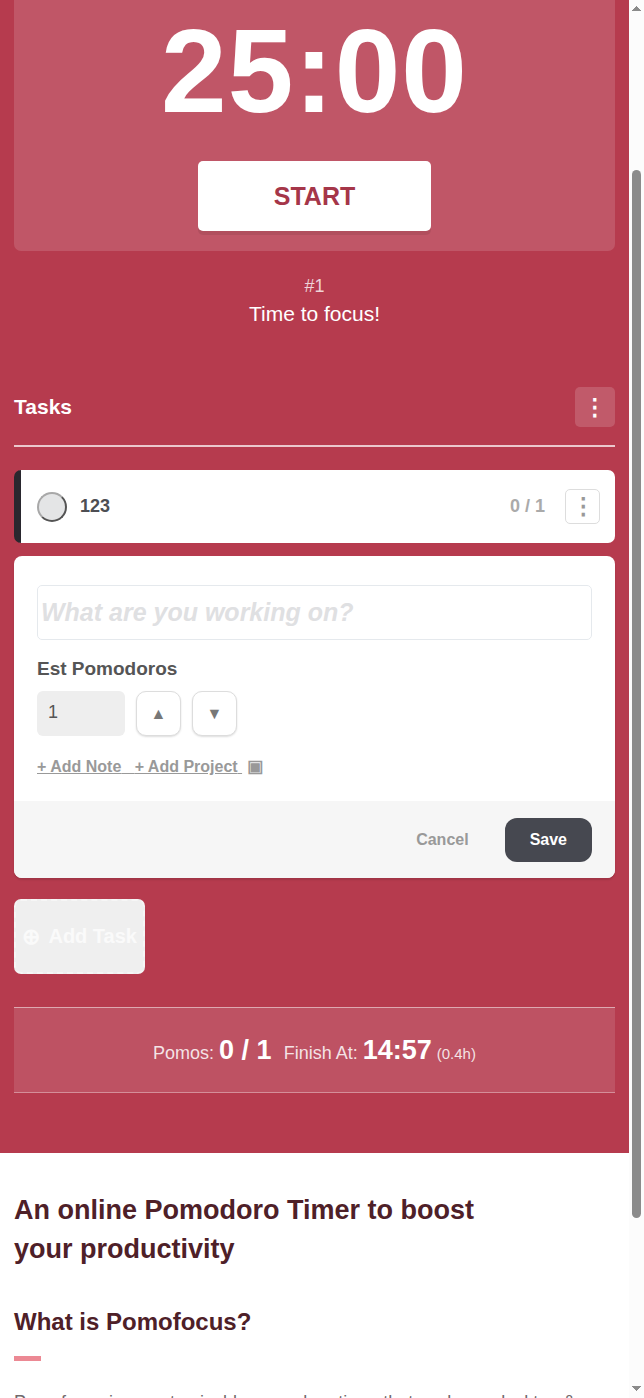 25:00
START
#1
Time to focus!
Tasks
123 0 / 1
What are you working on?
Est Pomodoros
1
+ Add Note + Add Project
Cancel Save
Add Task
Pomos: 0 / 1 Finish At: 14:57 (0.4h)
An online Pomodoro Timer to boost
your productivity
What is Pomofocus?